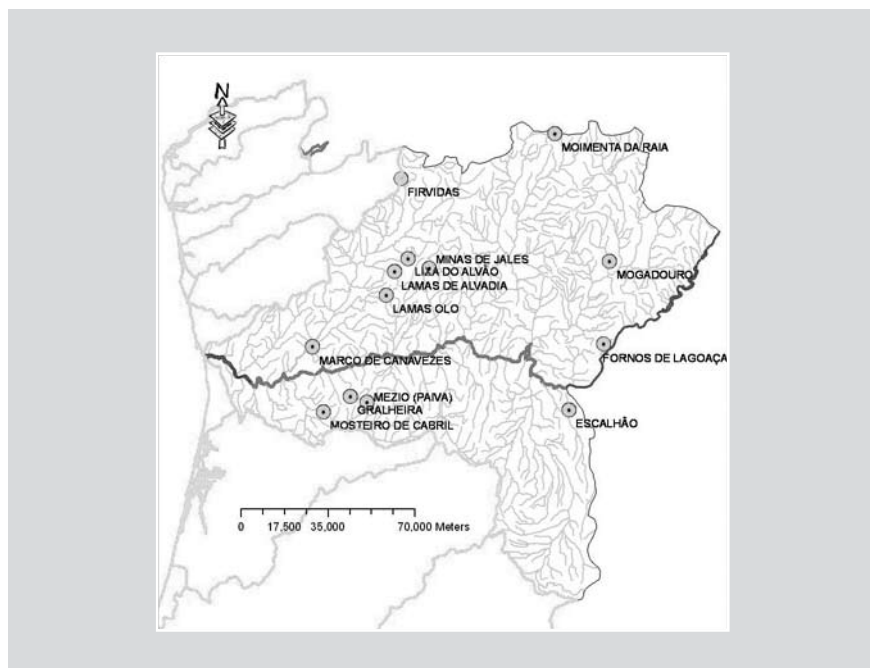 N
MOIMENTA DA RAIA
FIRVIDAS
MINAS DE JALES
LIXA DO ALVÃO
MOGADOURO
LAMAS DE ALVADIA
LAMAS OLO
MARCO DE CANAVEZES
FORNOS DE LAGOAÇA
MEZIO (PAIVA)
GRALHEIRA
MOSTEIRO DE CABRIL
ESCALHÃO
0 17,500 35,000 70,000 Meters